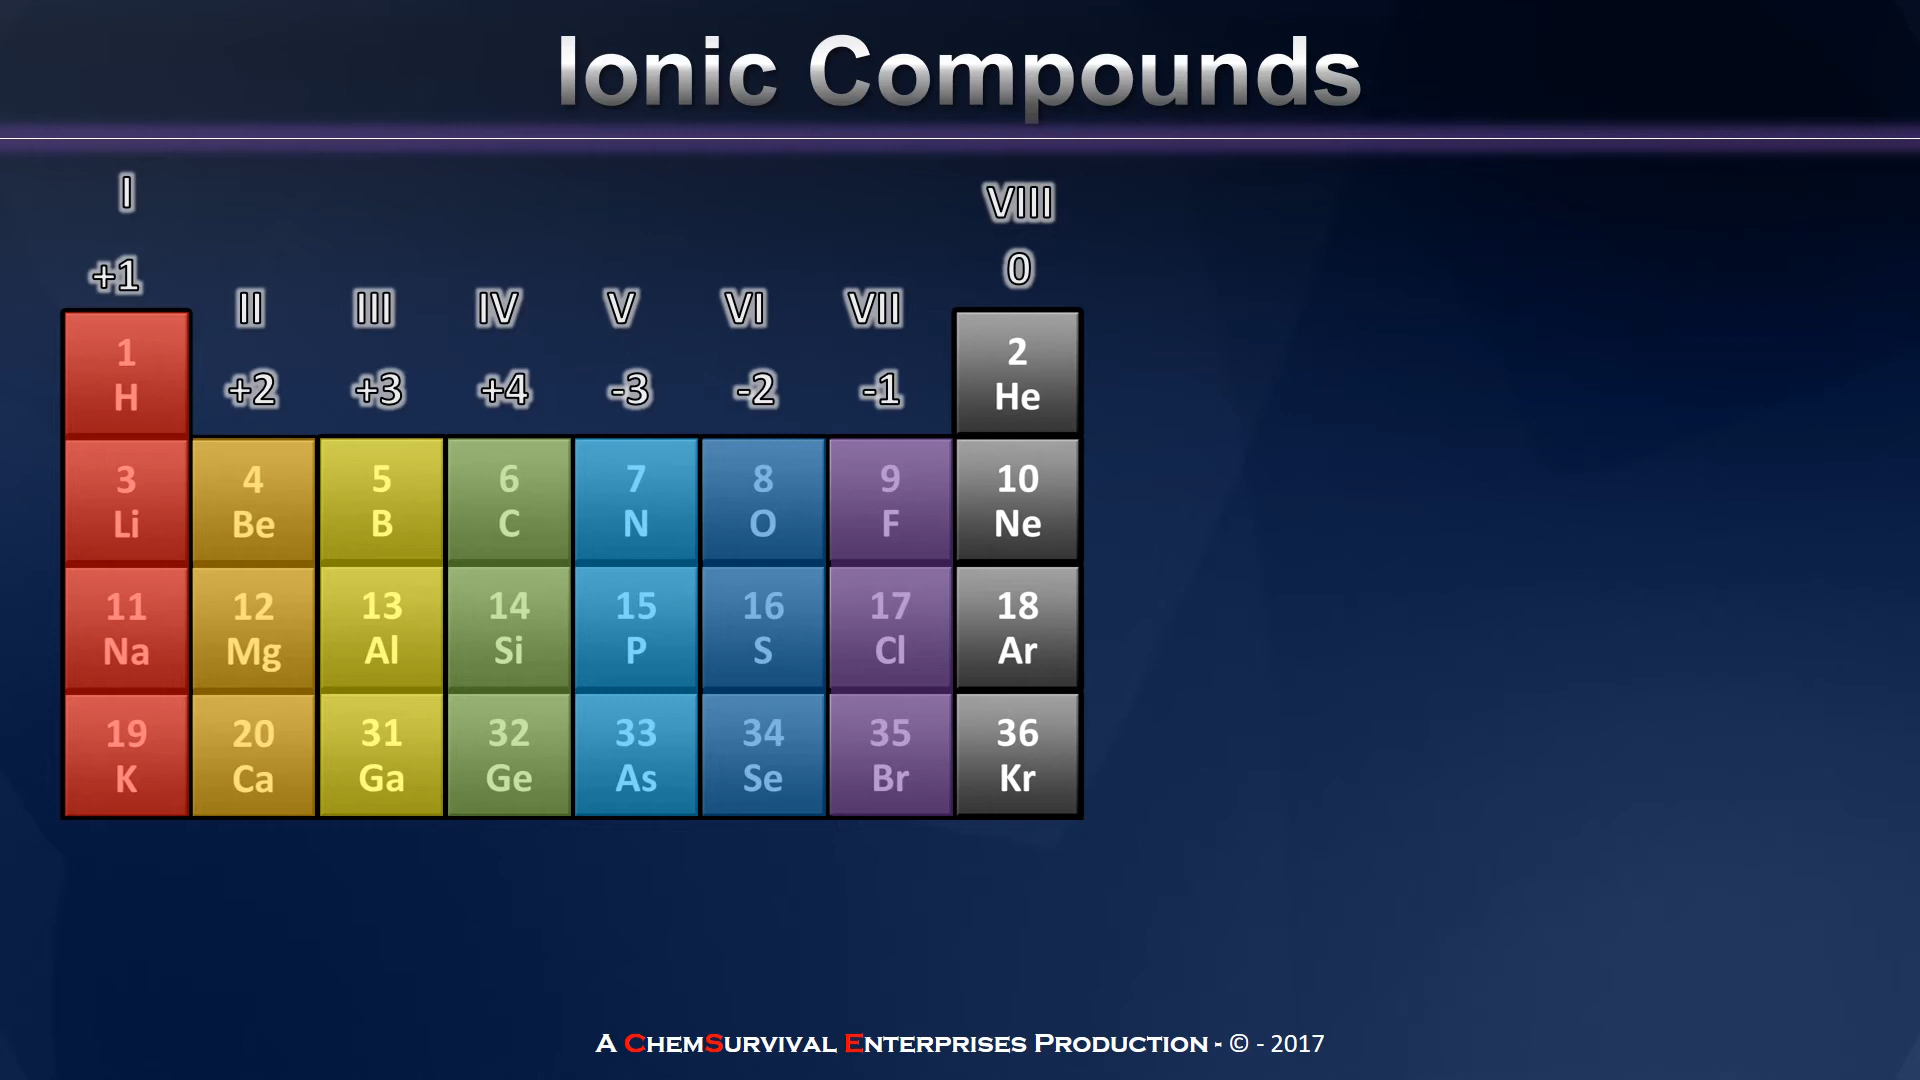 Ionic Compounds
I VIII
+1 0
II III IV V VI VII
+2 +3 +4 -3 -2 -1
1 2
H He
3 4 5 6 7 8 9 10
Li Be B C N O F Ne
11 12 13 14 15 16 17 18
Na Mg Al Si P S Cl Ar
19 20 31 32 33 34 35 36
K Ca Ga Ge As Se Br Kr
A CHEMSURVIVAL ENTERPRISES PRODUCTION - © - 2017